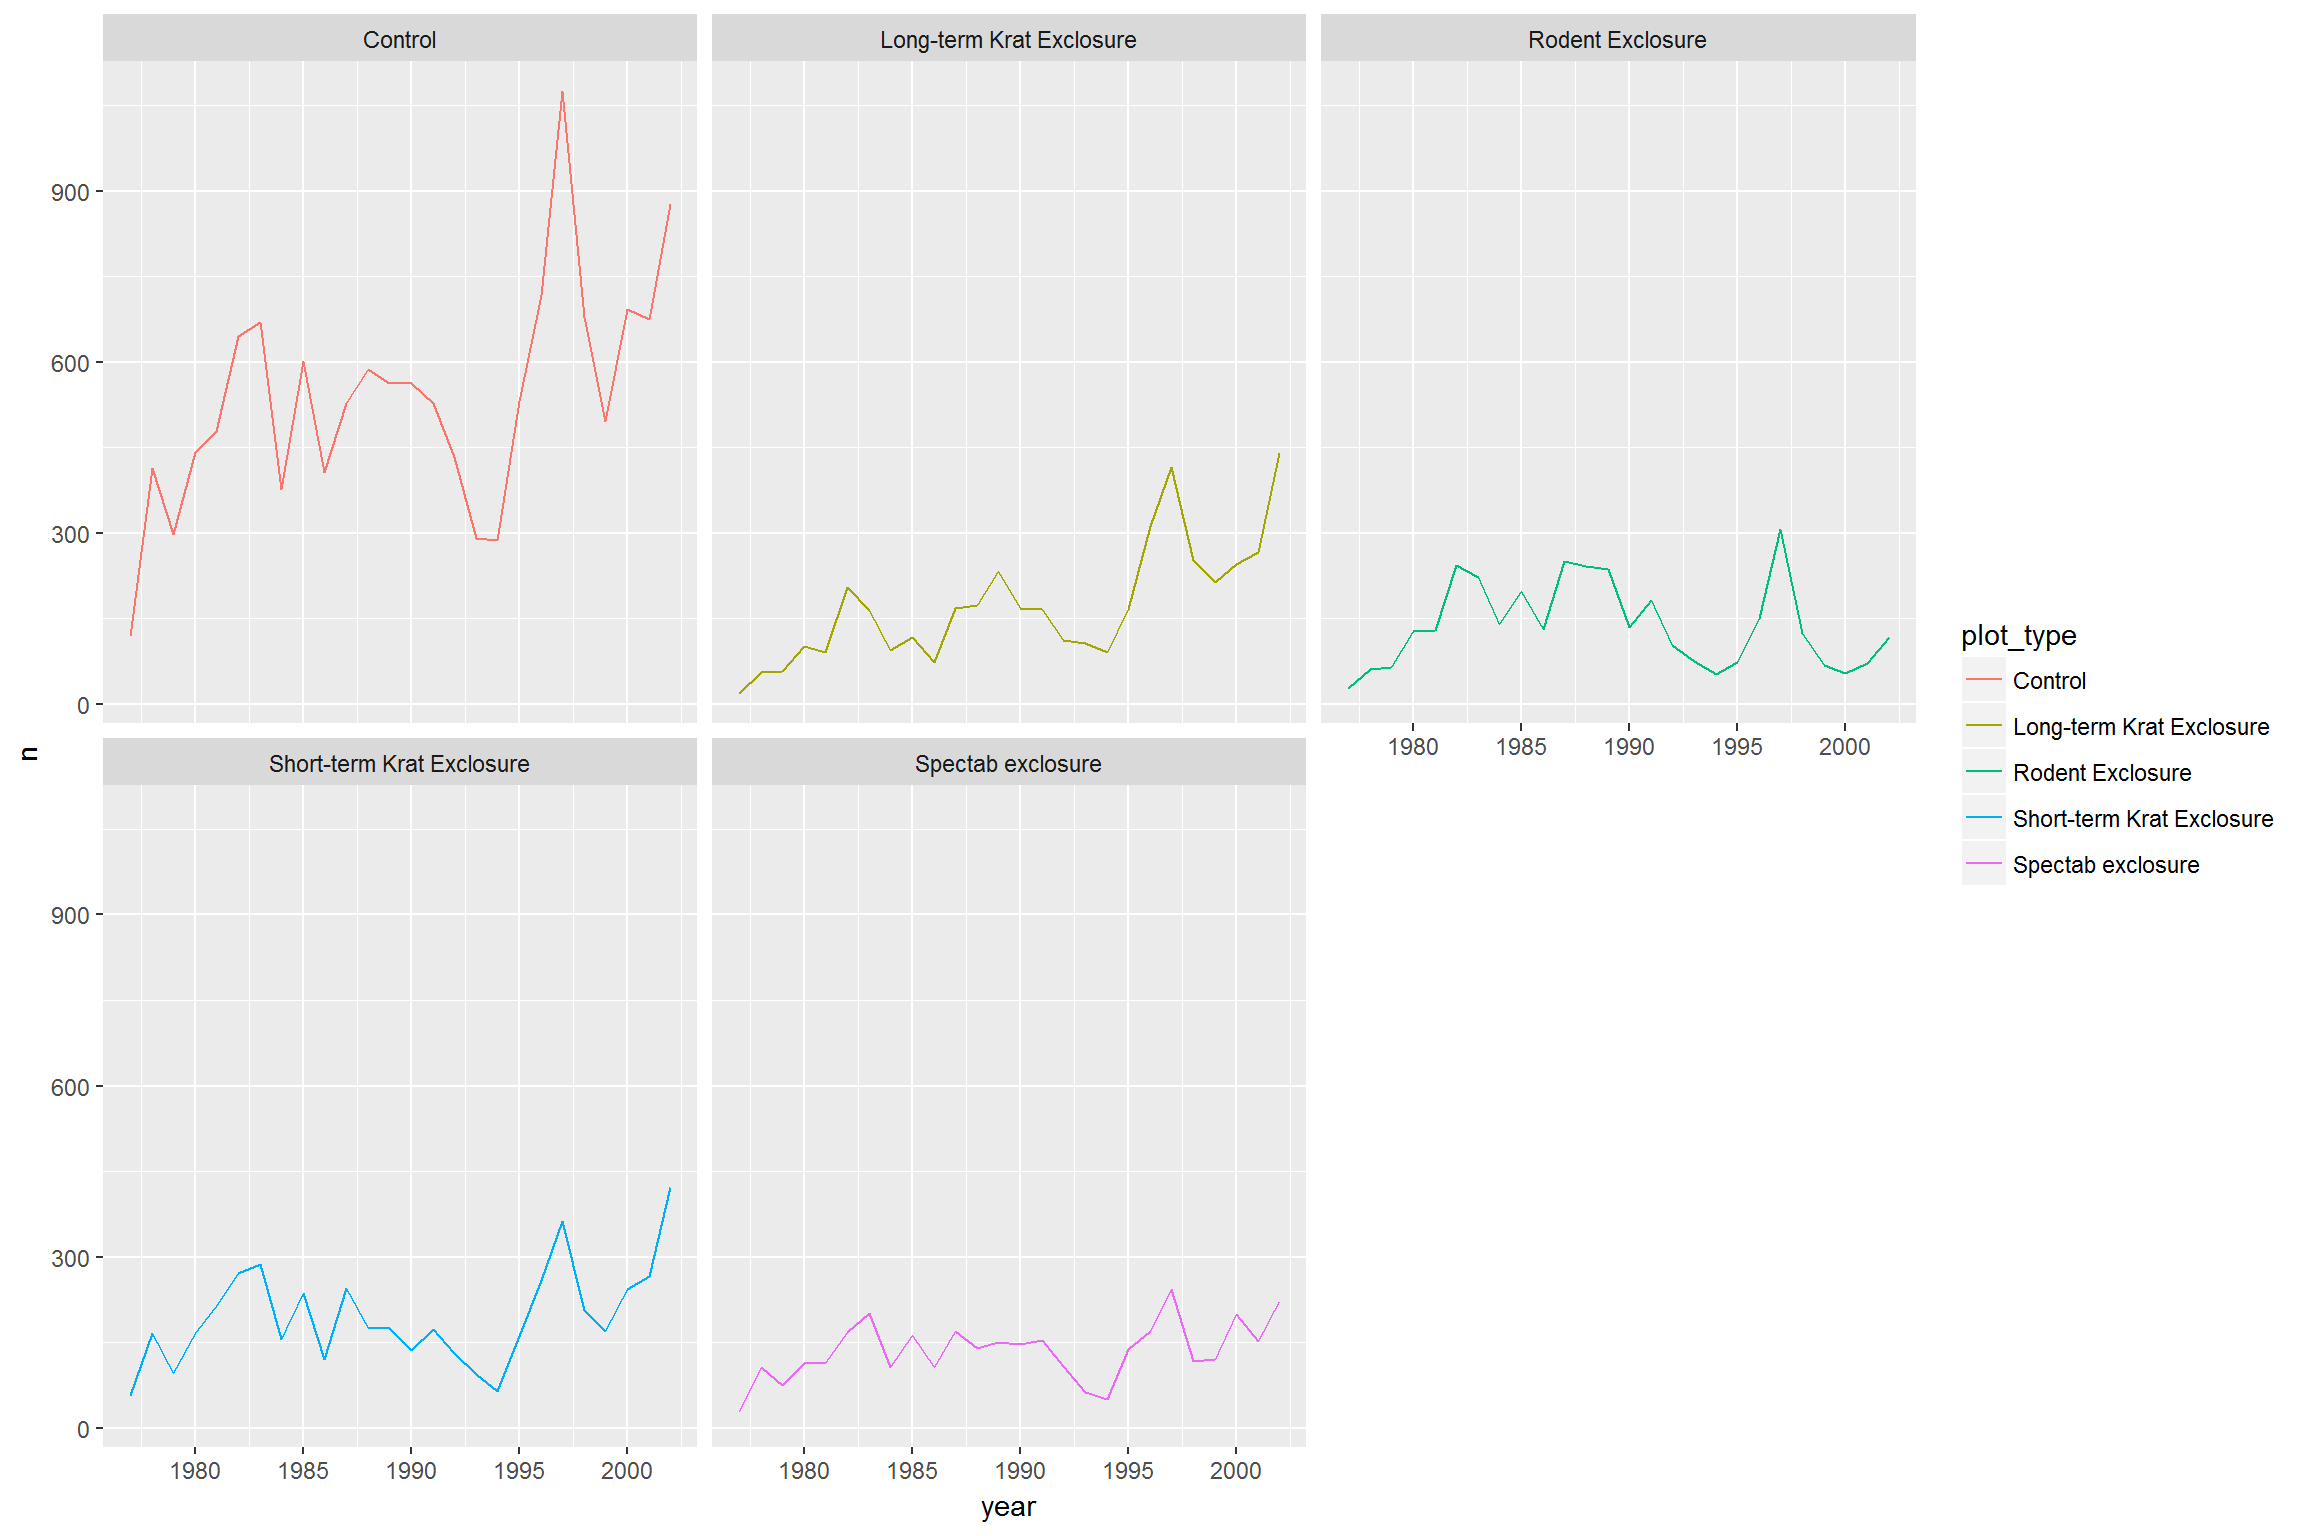 Control
Long-term Krat Exclosure
Rodent Exclosure
900
600
300
0
1980 1985 1990 1995 2000
Short-term Krat Exclosure
Spectab exclosure
900
600
300
0
1980 1985 1990 1995 2000
1980 1985 1990 1995 2000
year
n
plot_type
Control
Long-term Krat Exclosure
Rodent Exclosure
Short-term Krat Exclosure
Spectab exclosure